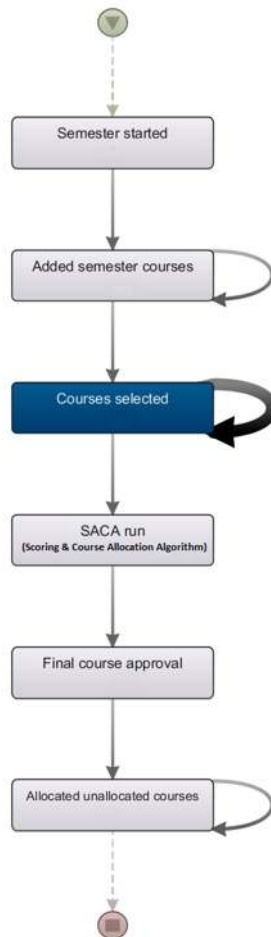 Semester started
Added semester courses
Courses selected
SACA run
(Scoring & Course Allocation Algorithm)
Final course approval
Allocated unallocated courses